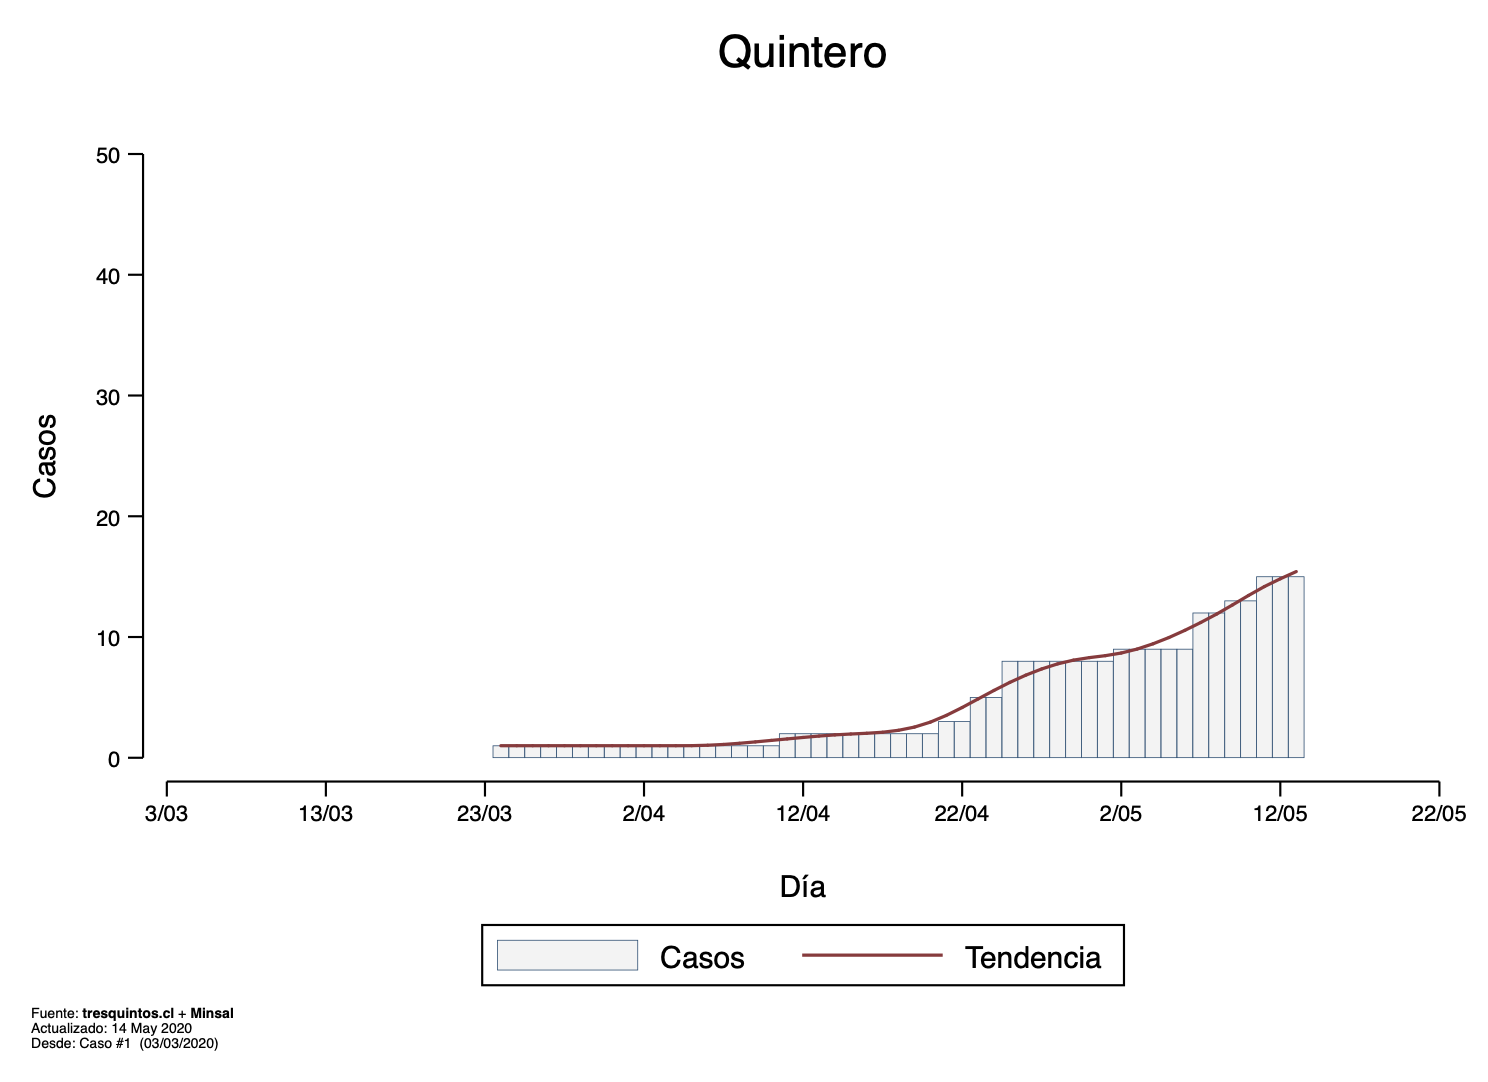 Quintero
50
40
30
20
10
0
Casos
3/03 13/03 23/03 2/04 12/04 22/04 2/05 12/05 22/05
Día
Casos Tendencia
Fuente: tresquintos.cl + Minsal
Actualizado: 14 May 2020
Desde: Caso #1 (03/03/2020)